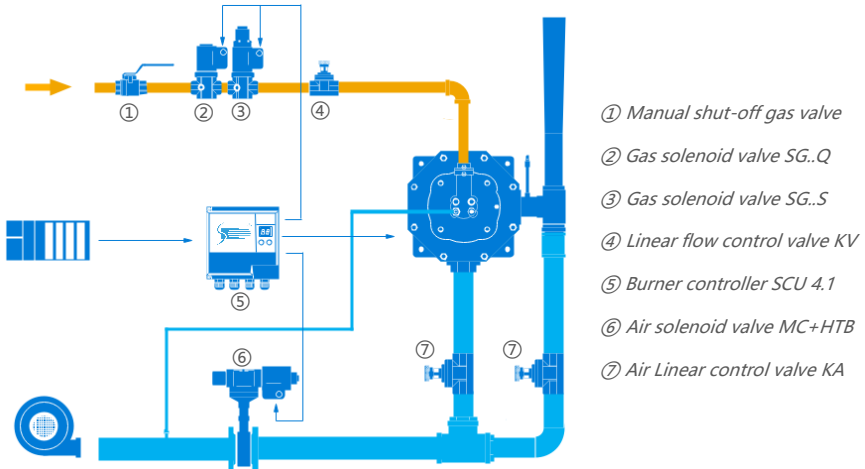 ①
②
③
④
⑤
⑥
⑦
⑦
① Manual shut-off gas valve
② Gas solenoid valve SG..Q
③ Gas solenoid valve SG..S
④ Linear flow control valve KV
⑤ Burner controller SCU 4.1
⑥ Air solenoid valve MC+HTB
⑦ Air Linear control valve KA